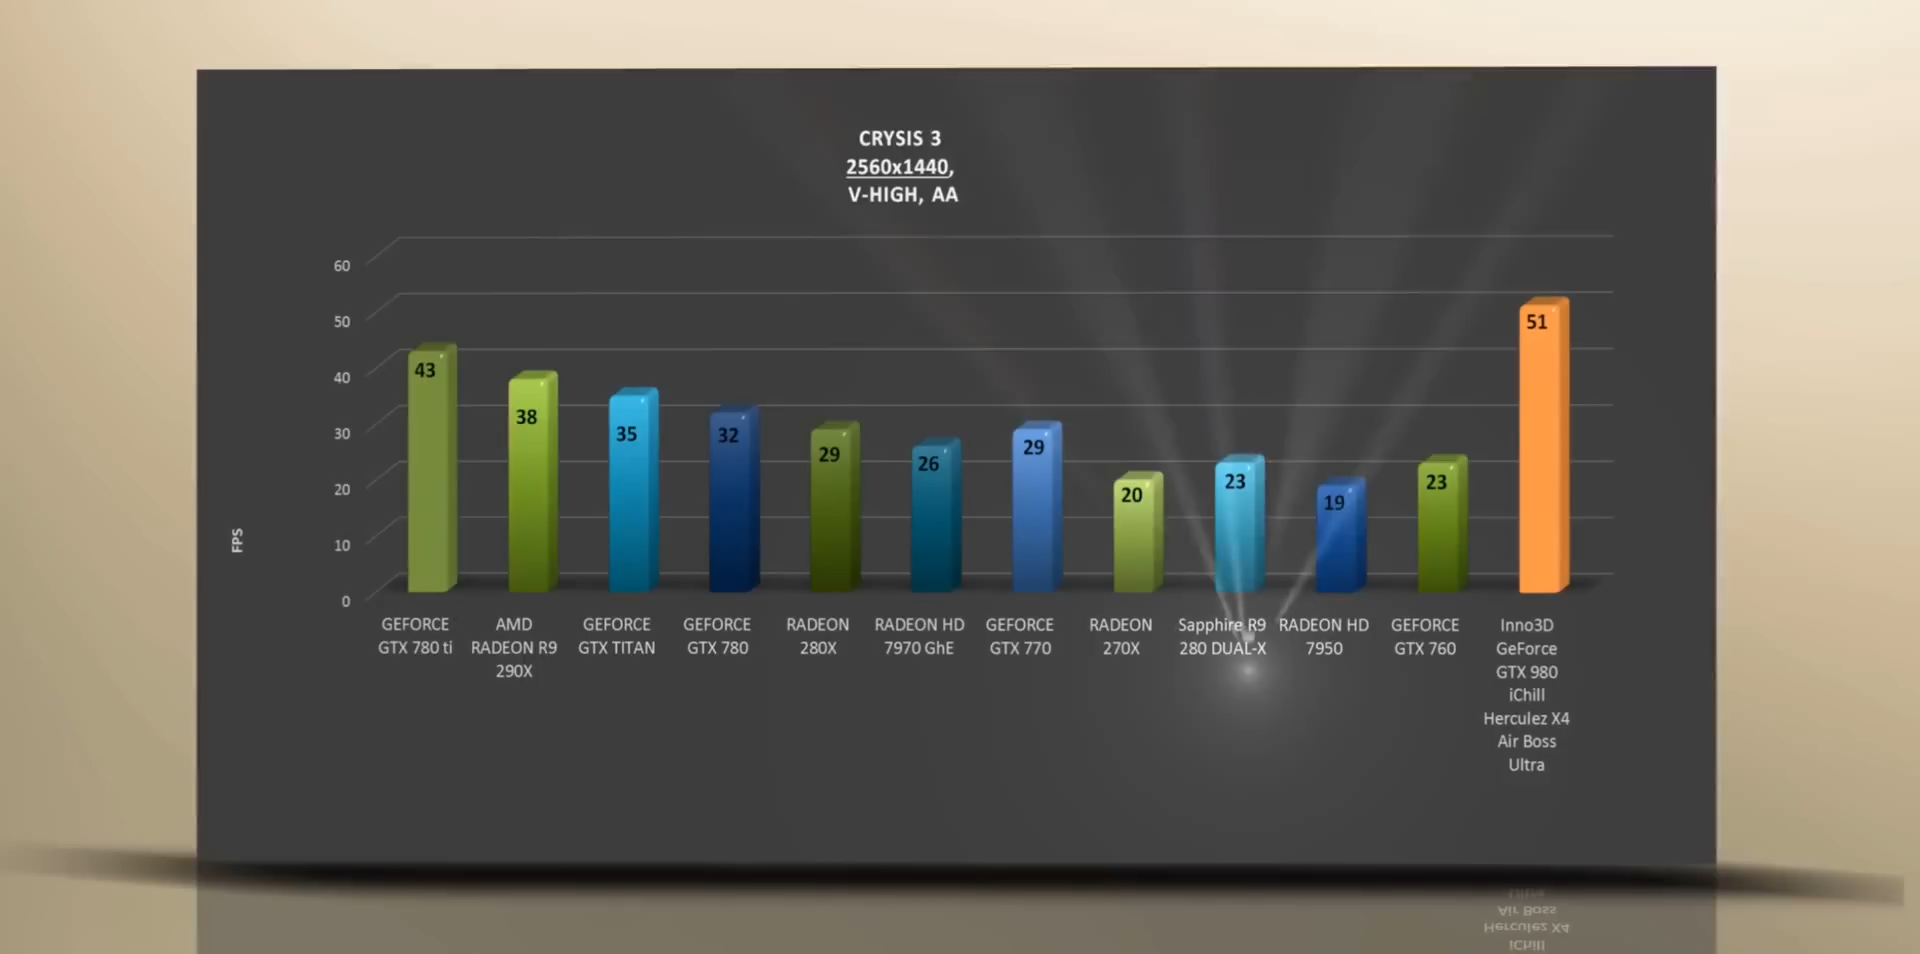 CRYSIS 3
2560x1440,
V-HIGH, AA
60
50
40
30
20
10
0
FPS
43
38
35
32
29
26
29
20
23
19
23
51
GEFORCE
GTX 780 ti
AMD
RADEON R9
290X
GEFORCE
GTX TITAN
GEFORCE
GTX 780
RADEON
280X
RADEON HD
7970 GhE
GEFORCE
GTX 770
RADEON
270X
Sapphire R9
280 DUAL-X
RADEON HD
7950
GEFORCE
GTX 760
Inno3D
GeForce
GTX 980
iChill
Herculez X4
Air Boss
Ultra